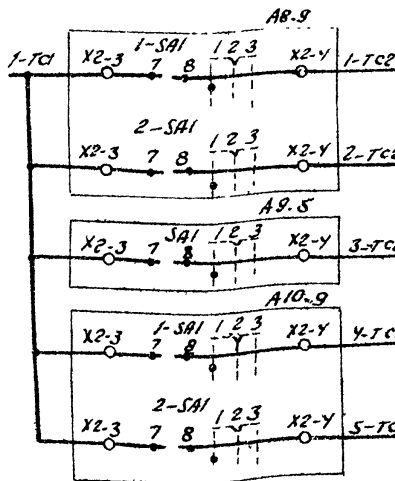 A8.9
1-TC1 X2-3 1-SA1 7 8 1 2 3 X2-4 1-TC2
X2-3 2-SA1 7 8 1 2 3 X2-4 2-TC2
A9.5
X2-3 SA1 7 8 1 2 3 X2-4 3-TC
A10.9
X2-3 1-SA1 7 8 1 2 3 X2-4 4-TC
X2-3 2-SA1 7 8 1 2 3 X2-4 5-TC